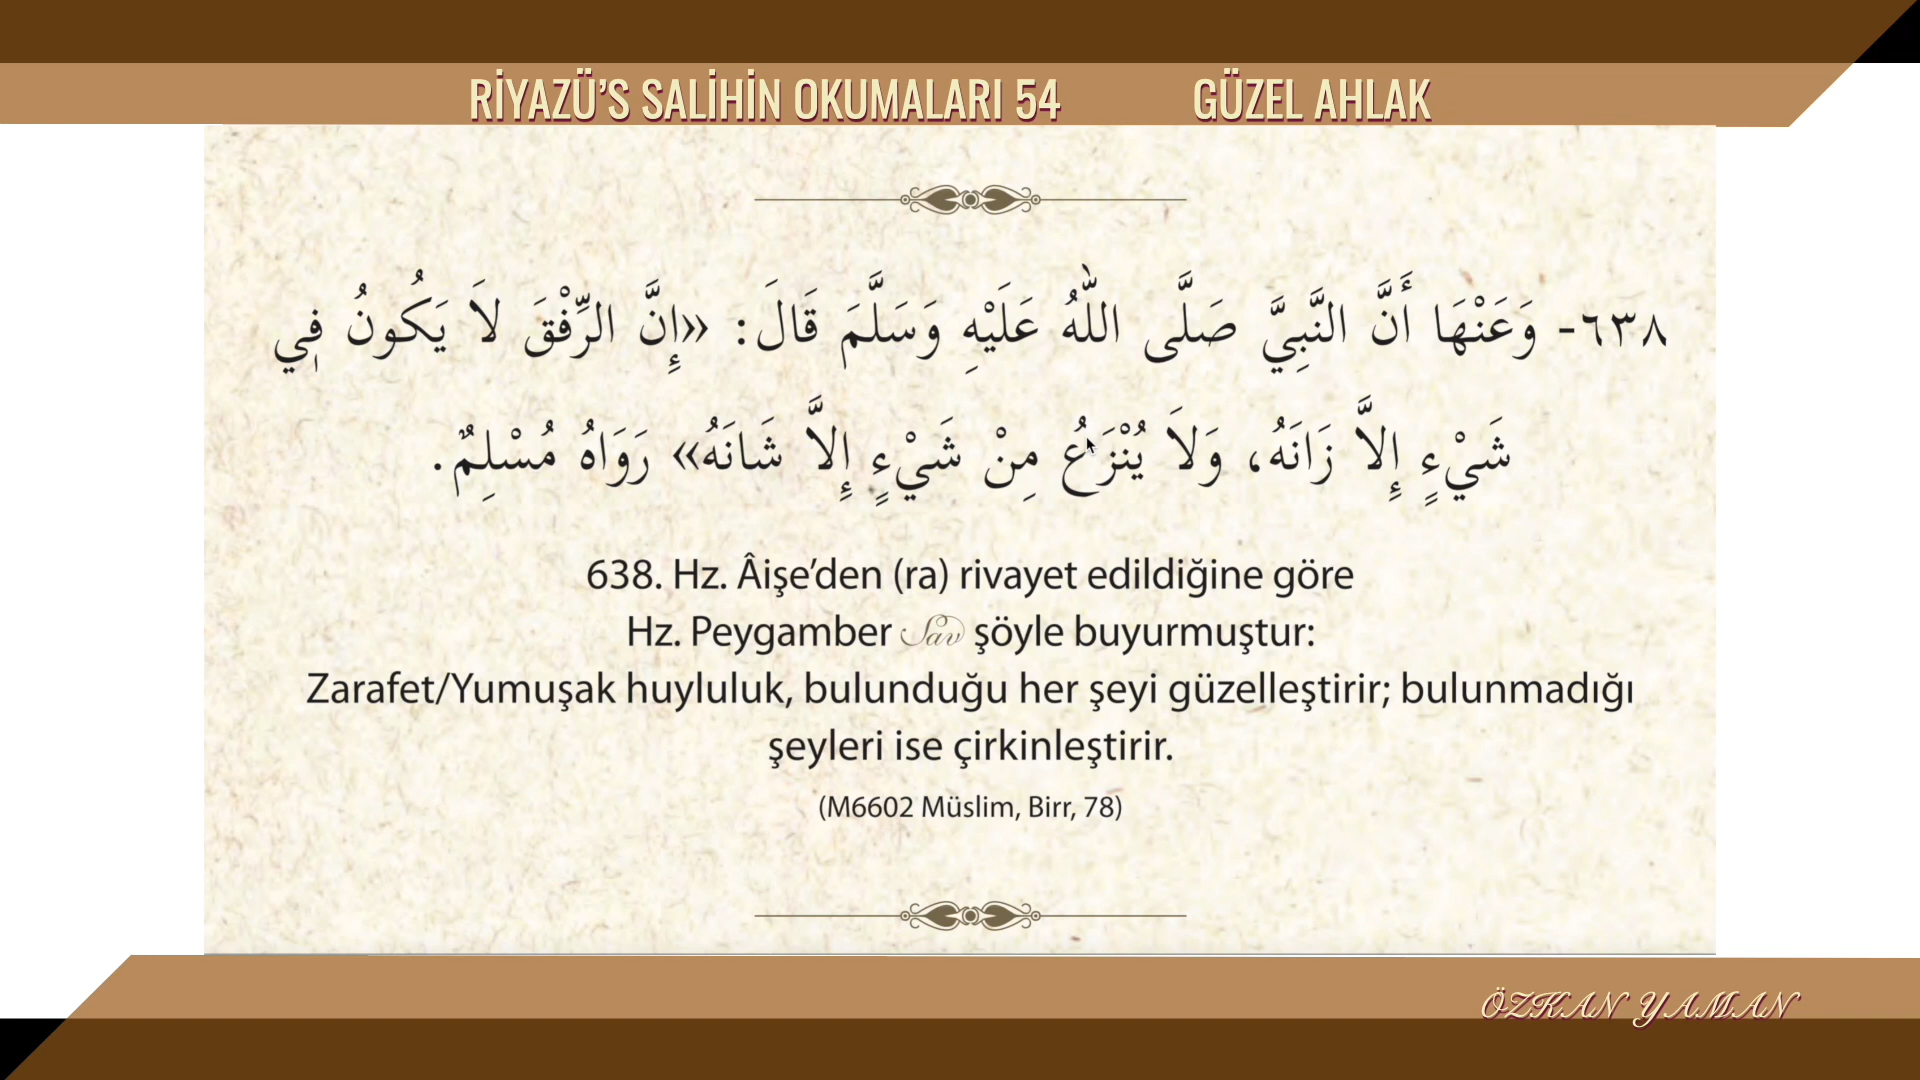 RİYAZÜ’S SALİHİN OKUMALARI 54 GÜZEL AHLAK
٦٣٨- وَعَنْهَا أَنَّ النَّبِيَّ صَلَّى اللّٰهُ عَلَيْهِ وَسَلَّمَ قَالَ: «إِنَّ الرِّفْقَ لَا يَكُونُ فِي
شَيْءٍ إِلاَّ زَانَهُ، وَلاَ يُنْزَعُ مِنْ شَيْءٍ إِلاَّ شَانَهُ» رَوَاهُ مُسْلِمٌ.
638. Hz. Âişe’den (ra) rivayet edildiğine göre
Hz. Peygamber Sav şöyle buyurmuştur:
Zarafet/Yumuşak huyluluk, bulunduğu her şeyi güzelleştirir; bulunmadığı
şeyleri ise çirkinleştirir.
(M6602 Müslim, Birr, 78)
ÖZKAN YAMAN